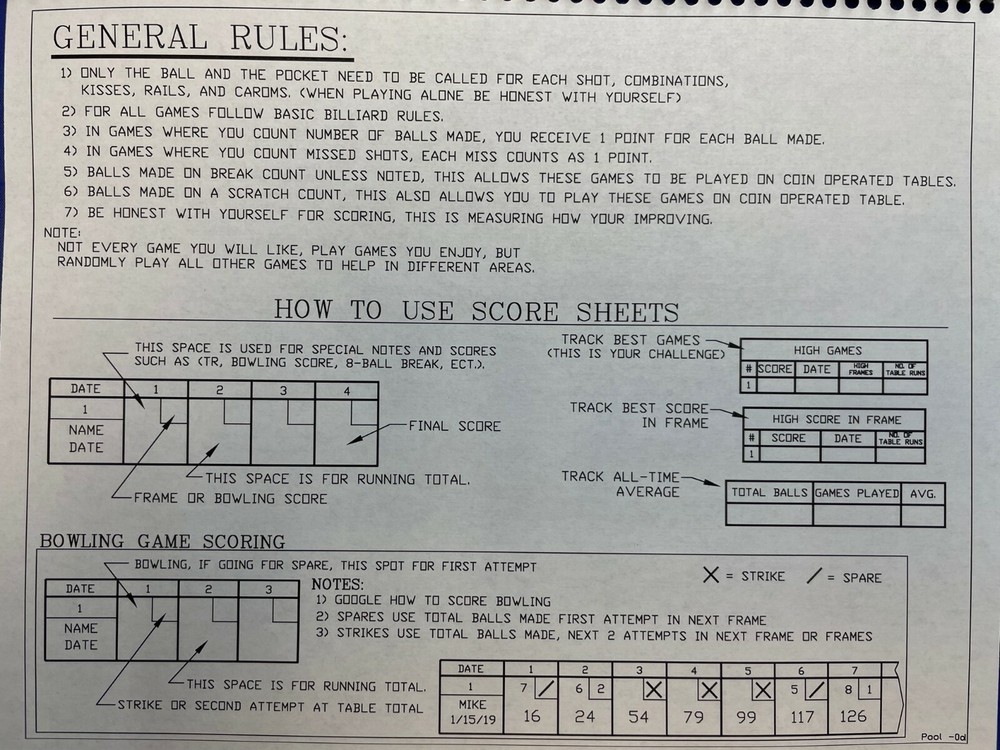 GENERAL RULES:
1) ONLY THE BALL AND THE POCKET NEED TO BE CALLED FOR EACH SHOT, COMBINATIONS,
KISSES, RAILS, AND CAROMS. (WHEN PLAYING ALONE BE HONEST WITH YOURSELF)
2) FOR ALL GAMES FOLLOW BASIC BILLIARD RULES.
3) IN GAMES WHERE YOU COUNT NUMBER OF BALLS MADE, YOU RECEIVE 1 POINT FOR EACH BALL MADE.
4) IN GAMES WHERE YOU COUNT MISSED SHOTS, EACH MISS COUNTS AS 1 POINT.
5) BALLS MADE ON BREAK COUNT UNLESS NOTED, THIS ALLOWS THESE GAMES TO BE PLAYED ON COIN OPERATED TABLES.
6) BALLS MADE ON A SCRATCH COUNT, THIS ALSO ALLOWS YOU TO PLAY THESE GAMES ON COIN OPERATED TABLE.
7) BE HONEST WITH YOURSELF FOR SCORING, THIS IS MEASURING HOW YOUR IMPROVING.
NOTE:
NOT EVERY GAME YOU WILL LIKE, PLAY GAMES YOU ENJOY, BUT
RANDOMLY PLAY ALL OTHER GAMES TO HELP IN DIFFERENT AREAS.
HOW TO USE SCORE SHEETS
THIS SPACE IS USED FOR SPECIAL NOTES AND SCORES
SUCH AS (TR, BOWLING SCORE, 8-BALL BREAK, ECT.).
DATE 1 2 3 4
1
NAME
DATE
FINAL SCORE
THIS SPACE IS FOR RUNNING TOTAL.
FRAME OR BOWLING SCORE
TRACK BEST GAMES
(THIS IS YOUR CHALLENGE)
HIGH GAMES
# SCORE DATE HIGH FRAMES NO. OF TABLE RUNS
1
TRACK BEST SCORE
IN FRAME
HIGH SCORE IN FRAME
# SCORE DATE NO. OF TABLE RUNS
1
TRACK ALL-TIME
AVERAGE
TOTAL BALLS GAMES PLAYED AVG.
BOWLING GAME SCORING
BOWLING, IF GOING FOR SPARE, THIS SPOT FOR FIRST ATTEMPT
DATE 1 2 3
1
NAME
DATE
THIS SPACE IS FOR RUNNING TOTAL.
STRIKE OR SECOND ATTEMPT AT TABLE TOTAL
X = STRIKE / = SPARE
NOTES:
1) GOOGLE HOW TO SCORE BOWLING
2) SPARES USE TOTAL BALLS MADE FIRST ATTEMPT IN NEXT FRAME
3) STRIKES USE TOTAL BALLS MADE, NEXT 2 ATTEMPTS IN NEXT FRAME OR FRAMES
DATE 1 2 3 4 5 6 7
1 7 / 6 2 X X X 5 / 8 1
MIKE
1/15/19 16 24 54 79 99 117 126
Pool -0d